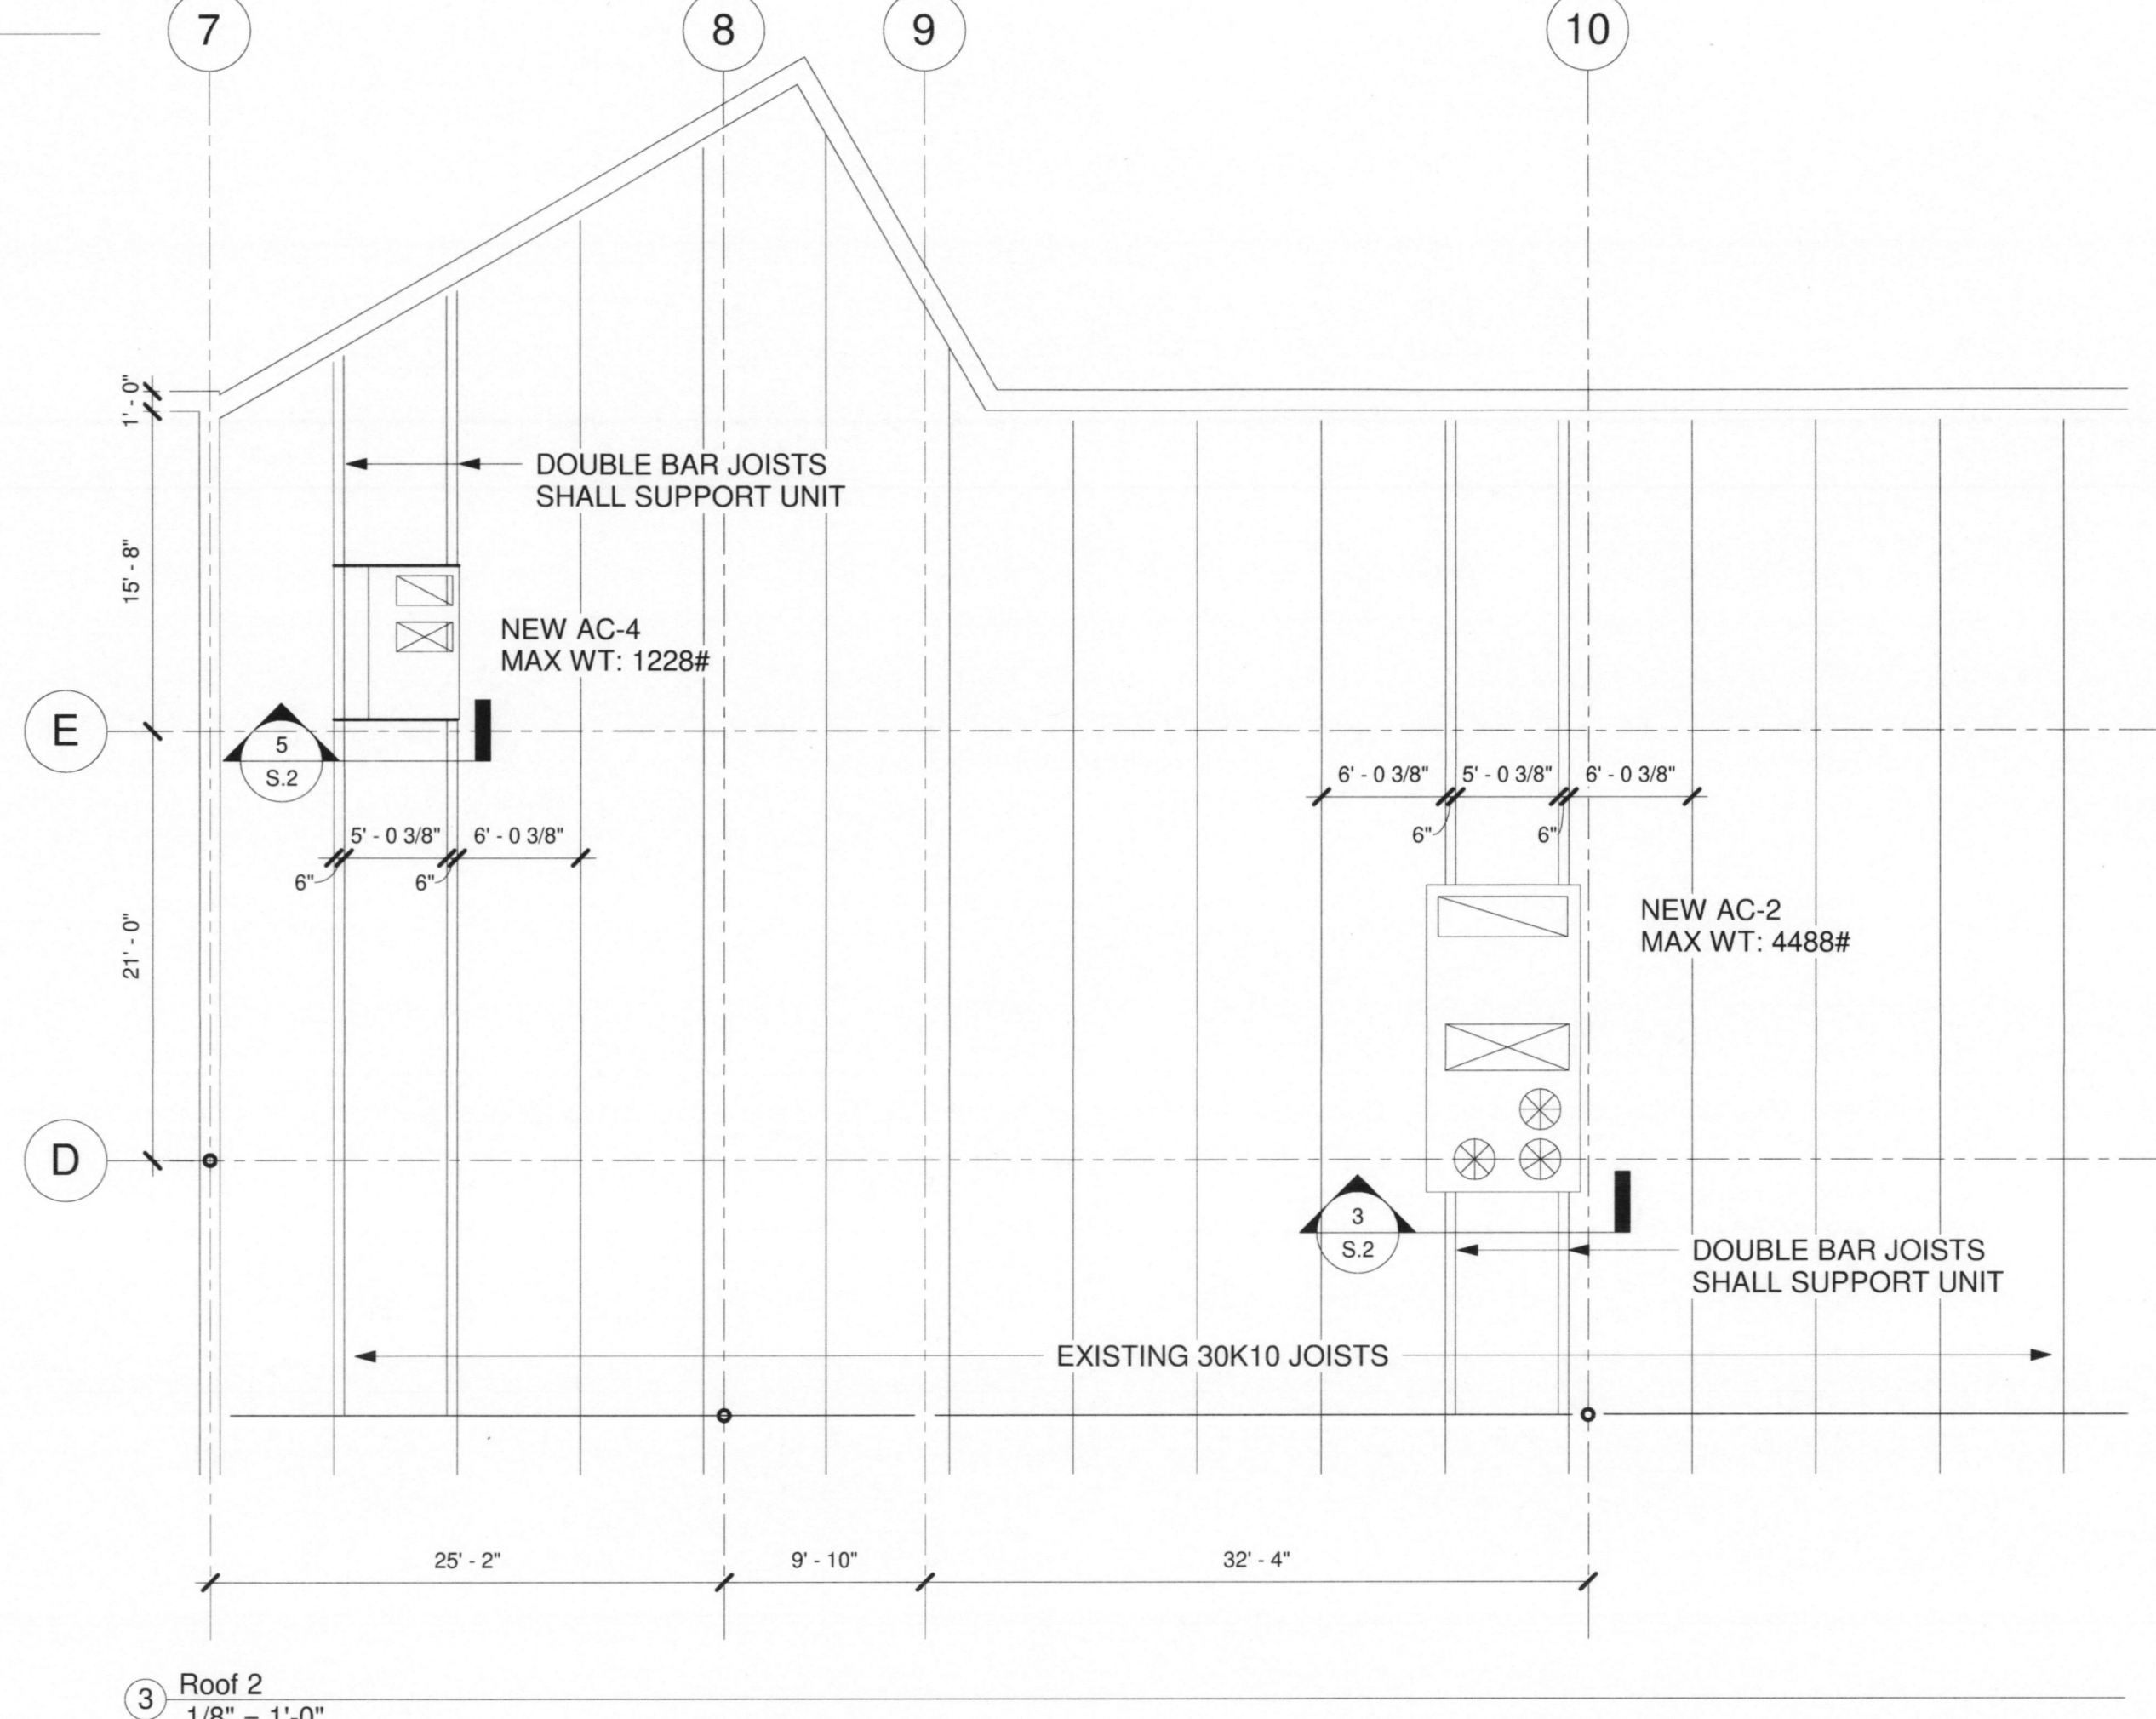 7
8
9
10
1' - 0"
DOUBLE BAR JOISTS
SHALL SUPPORT UNIT
15' - 8"
NEW AC-4
MAX WT: 1228#
E
5
S.2
6' - 0 3/8"
5' - 0 3/8"
6' - 0 3/8"
6"
6"
5' - 0 3/8"
6' - 0 3/8"
6"
6"
21' - 0"
NEW AC-2
MAX WT: 4488#
D
3
S.2
DOUBLE BAR JOISTS
SHALL SUPPORT UNIT
EXISTING 30K10 JOISTS
25' - 2"
9' - 10"
32' - 4"
3
Roof 2
1/8" = 1'-0"